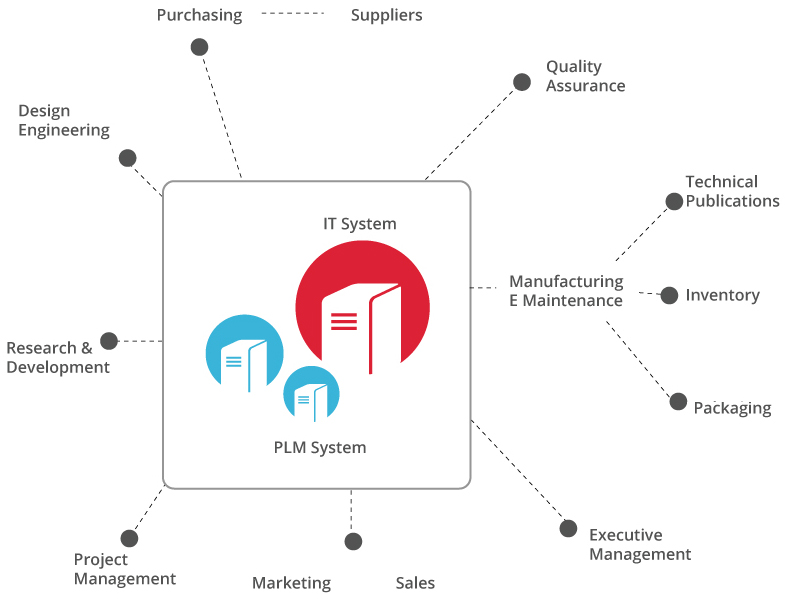 Purchasing
Suppliers
Quality
Assurance
Design
Engineering
Technical
Publications
IT System
Manufacturing
E Maintenance
Inventory
Research &
Development
Packaging
PLM System
Executive
Management
Project
Management
Marketing
Sales